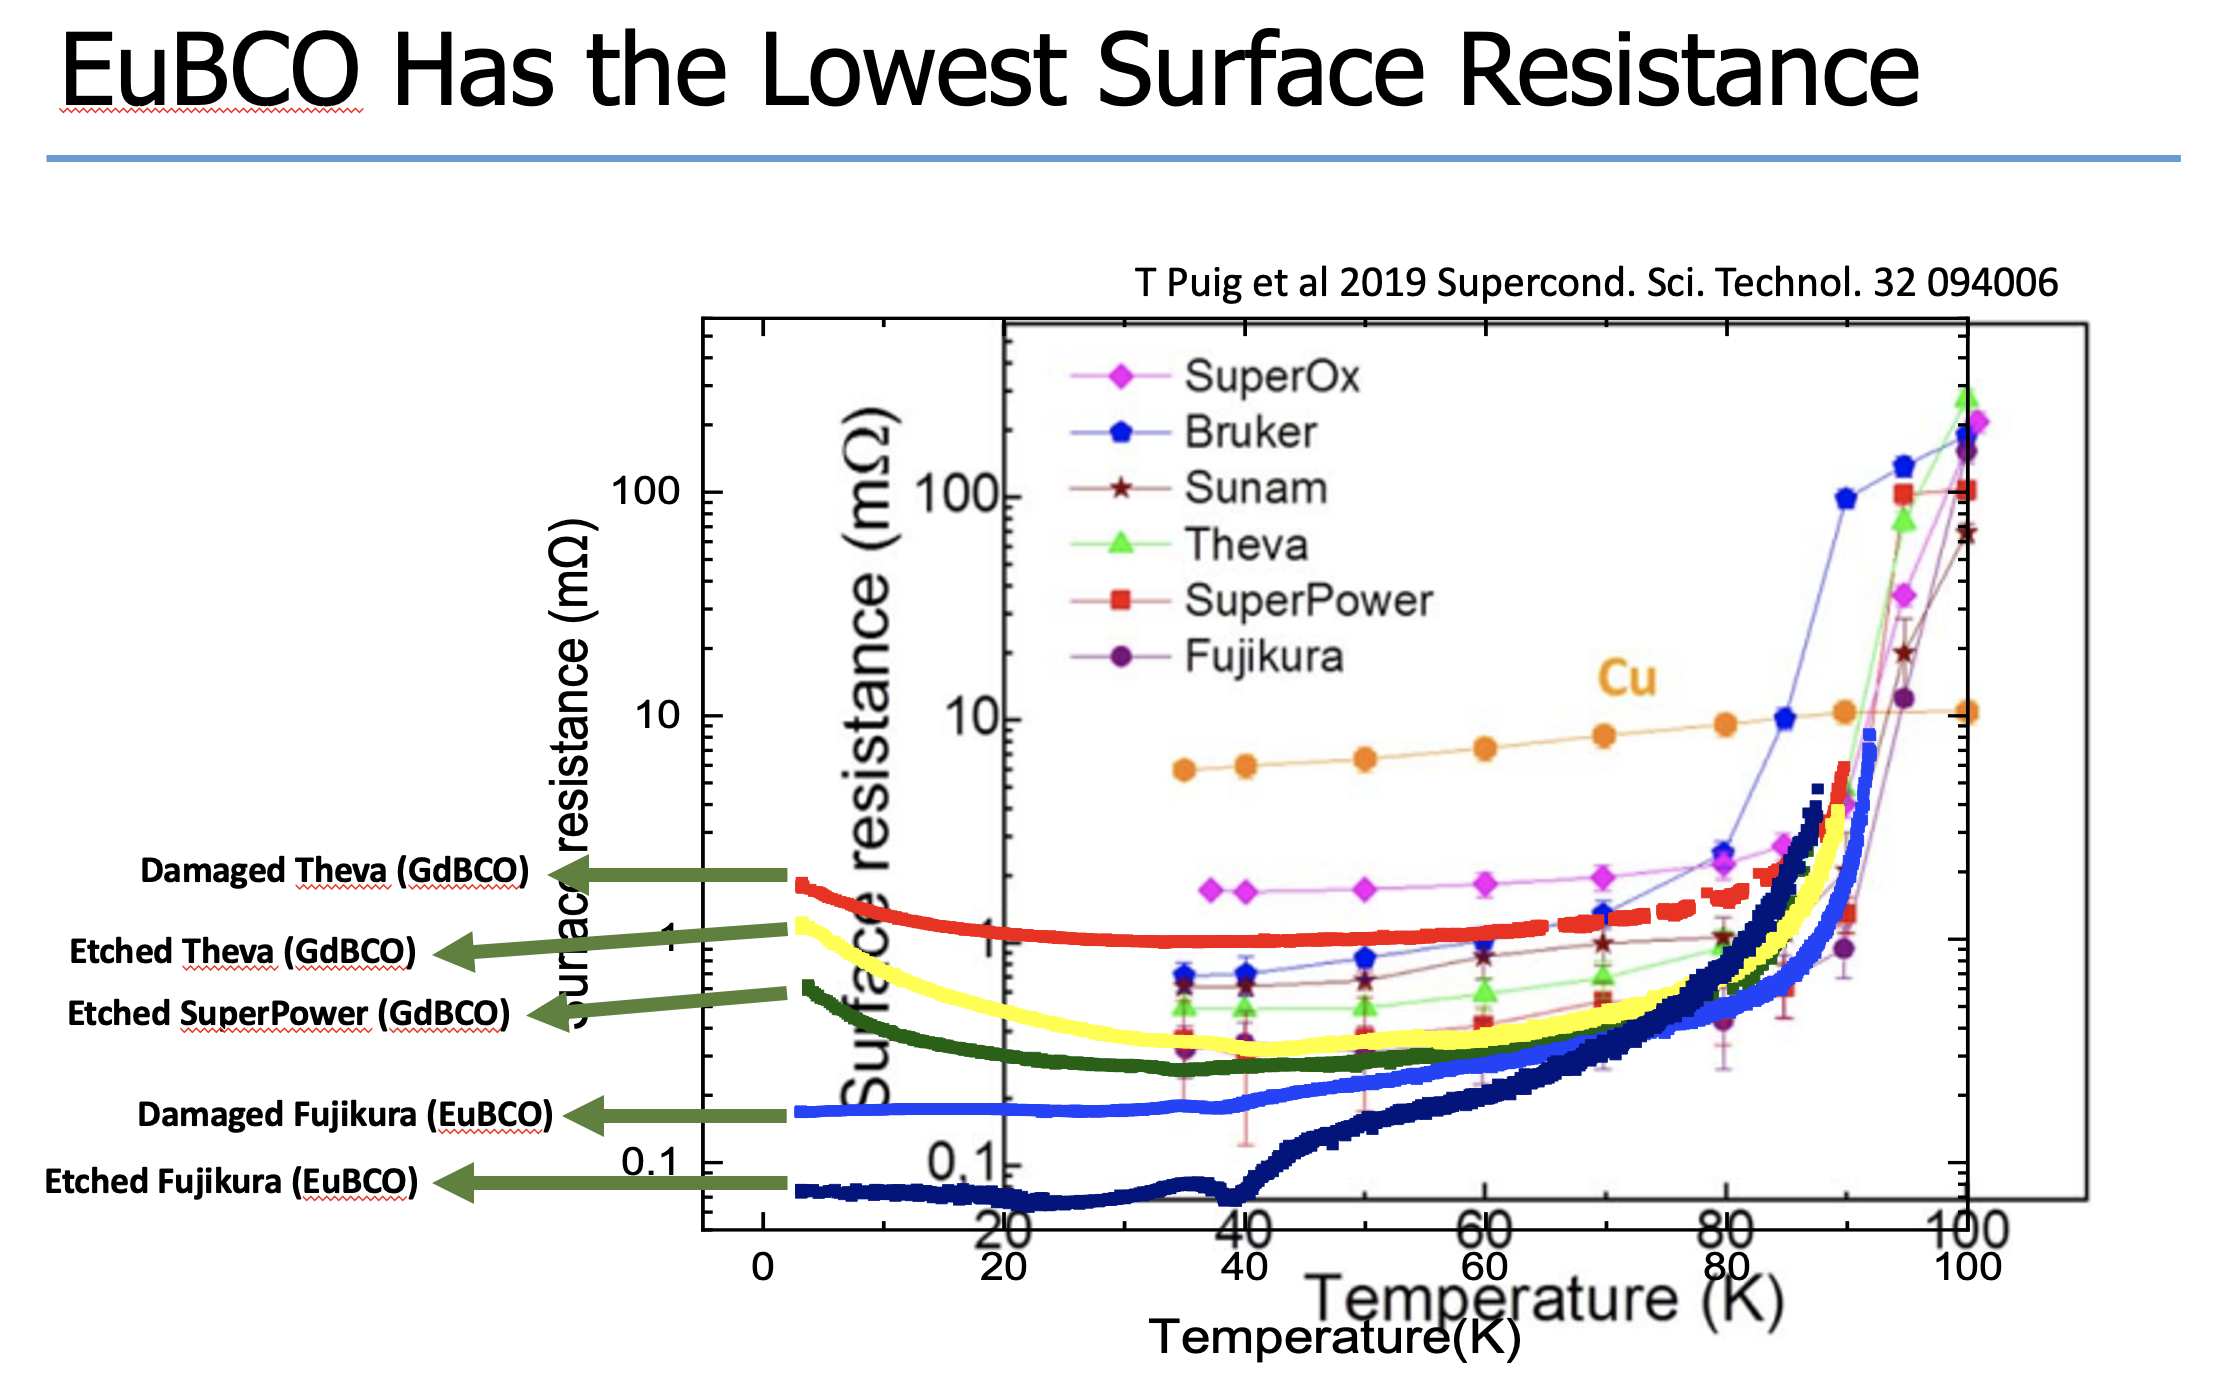 EuBCO Has the Lowest Surface Resistance
T Puig et al 2019 Supercond. Sci. Technol. 32 094006
SuperOx
Bruker
Sunam
Theva
SuperPower
Fujikura
Cu
Surface resistance (mΩ)
100
10
1
0.1
Surface resistance (mΩ)
100
10
1
0.1
Damaged Theva (GdBCO)
Etched Theva (GdBCO)
Etched SuperPower (GdBCO)
Damaged Fujikura (EuBCO)
Etched Fujikura (EuBCO)
20 40 60 80 100
0 20 40 60 80 100
Temperature (K)
Temperature(K)